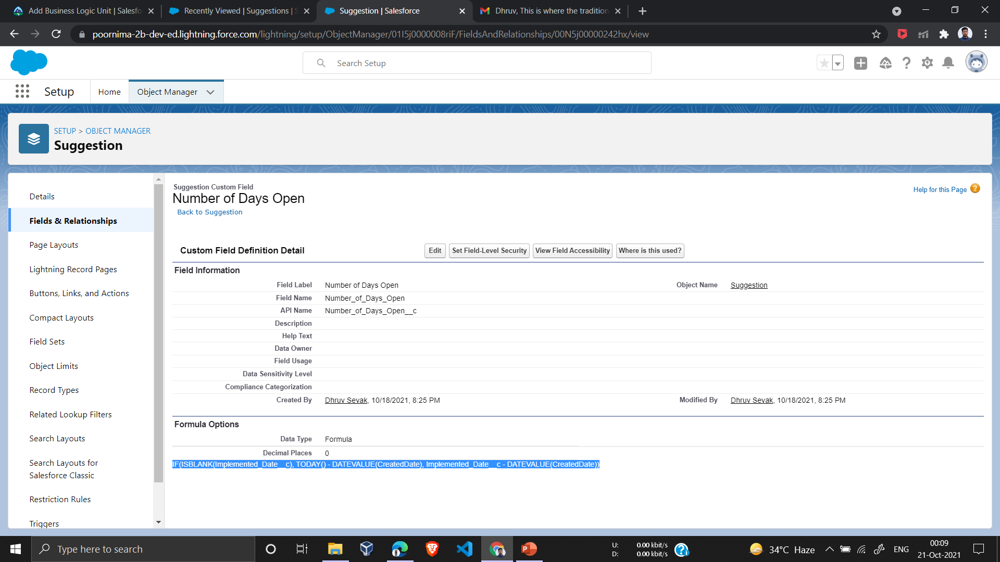 Add Business Logic Unit | Salesfo
Recently Viewed | Suggestions | S
Suggestion | Salesforce
Dhruv, This is where the tradition
poornima-2b-dev-ed.lightning.force.com/lightning/setup/ObjectManager/01I5j0000008riF/FieldsAndRelationships/00N5j00000242hx/view
Search Setup
Setup
Home
Object Manager
SETUP > OBJECT MANAGER
Suggestion
Details
Fields & Relationships
Page Layouts
Lightning Record Pages
Buttons, Links, and Actions
Compact Layouts
Field Sets
Object Limits
Record Types
Related Lookup Filters
Search Layouts
Search Layouts for
Salesforce Classic
Restriction Rules
Triggers
Suggestion Custom Field
Number of Days Open
Back to Suggestion
Help for this Page ?
Custom Field Definition Detail
Edit
Set Field-Level Security
View Field Accessibility
Where is this used?
Field Information
Field Label Number of Days Open
Object Name Suggestion
Field Name Number_of_Days_Open
API Name Number_of_Days_Open__c
Description
Help Text
Data Owner
Field Usage
Data Sensitivity Level
Compliance Categorization
Created By Dhruv Sevak, 10/18/2021, 8:25 PM
Modified By Dhruv Sevak, 10/18/2021, 8:25 PM
Formula Options
Data Type Formula
Decimal Places 0
IF(ISBLANK(Implemented_Date__c), TODAY() - DATEVALUE(CreatedDate), Implemented_Date__c - DATEVALUE(CreatedDate))
Type here to search
U: 0.00 kbit/s
D: 0.00 kbit/s
34°C Haze
ENG
00:09
21-Oct-2021